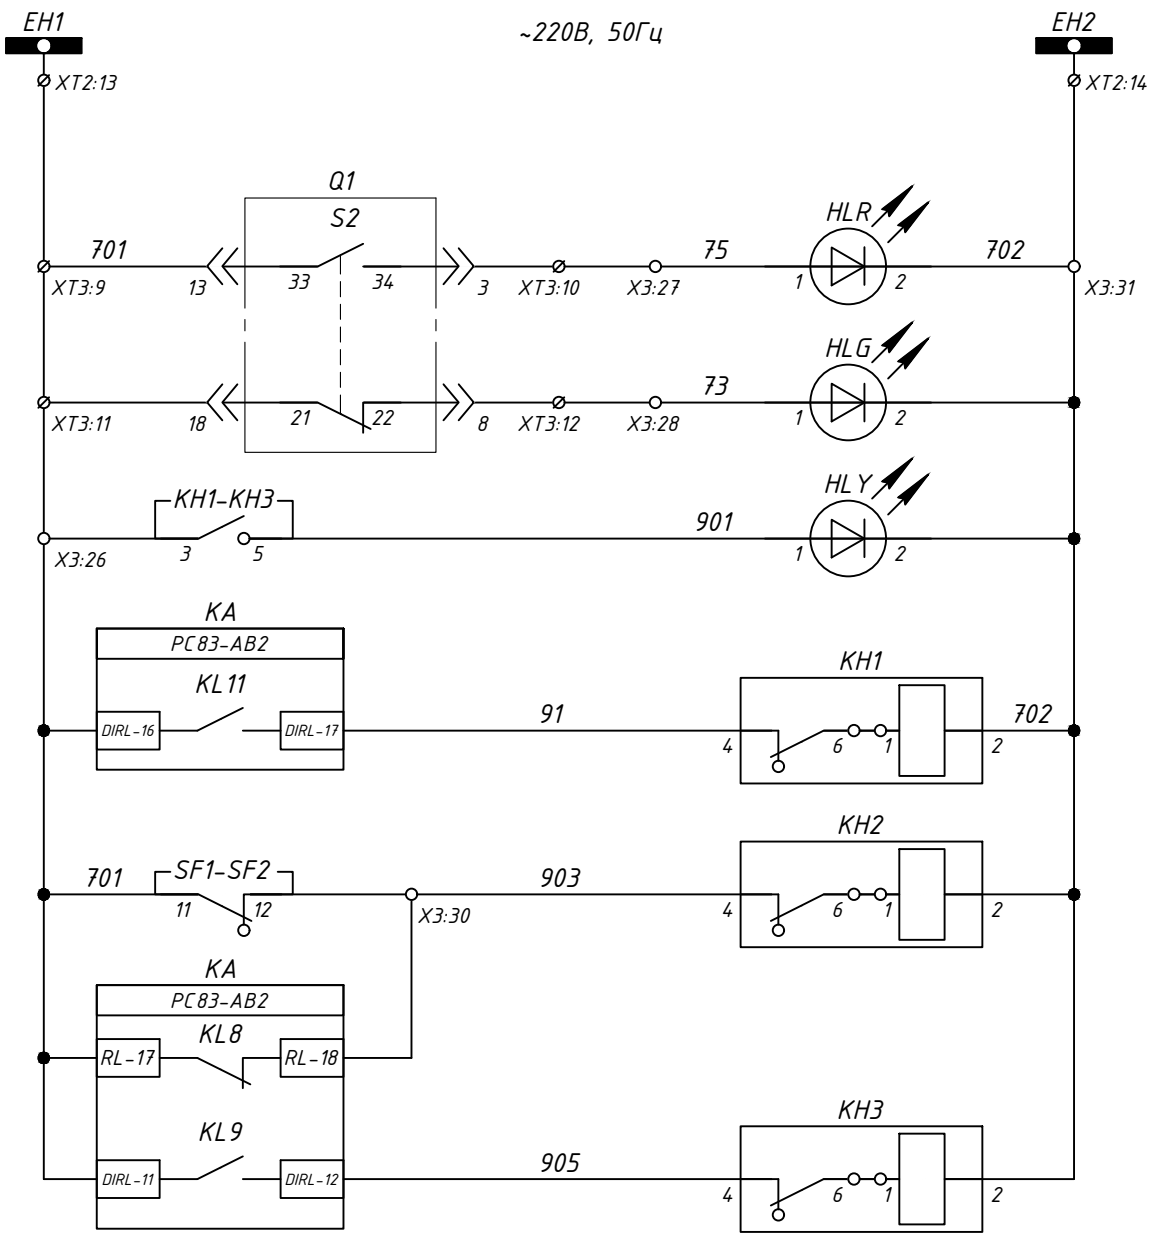 EH1
~220В, 50Гц
EH2
XT2:13
XT2:14
Q1
S2
HLR
701
75
702
XT3:9
13
33
34
3
XT3:10
X3:27
1
2
X3:31
HLG
73
XT3:11
18
21
22
8
XT3:12
X3:28
1
2
KH1-KH3
HLY
901
X3:26
3
5
1
2
KA
РС83-АВ2
KL11
KH1
91
702
DIRL-16
DIRL-17
4
6
1
2
KH2
701
SF1-SF2
903
11
12
X3:30
4
6
1
2
KA
РС83-АВ2
KL8
RL-17
RL-18
KH3
KL9
905
DIRL-11
DIRL-12
4
6
1
2